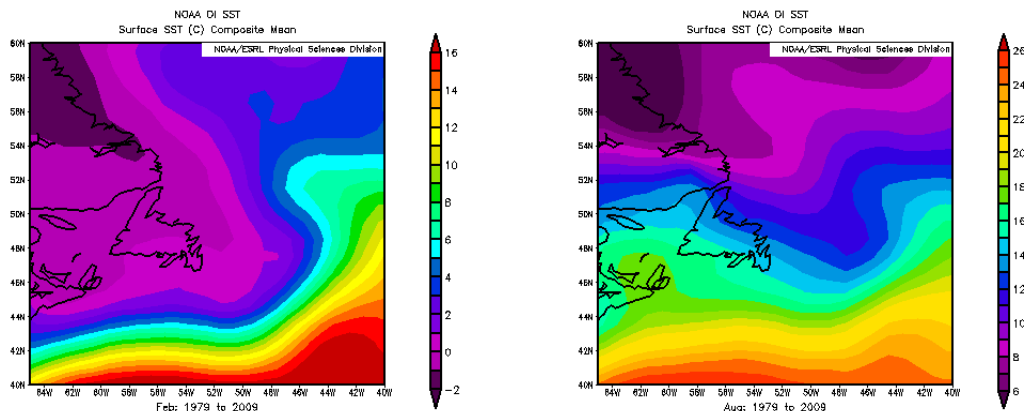 NOAA OI SST
Surface SST (C) Composite Mean
NOAA/ESRL Physical Sciences Division
60N
58N
56N
54N
52N
50N
48N
46N
44N
42N
40N
64W 62W 60W 58W 56W 54W 52W 50W 48W 46W 44W 42W 40W
Feb: 1979 to 2009
16
14
12
10
8
6
4
2
0
−2
NOAA OI SST
Surface SST (C) Composite Mean
NOAA/ESRL Physical Sciences Division
60N
58N
56N
54N
52N
50N
48N
46N
44N
42N
40N
64W 62W 60W 58W 56W 54W 52W 50W 48W 46W 44W 42W 40W
Aug: 1979 to 2009
26
24
22
20
18
16
14
12
10
8
6